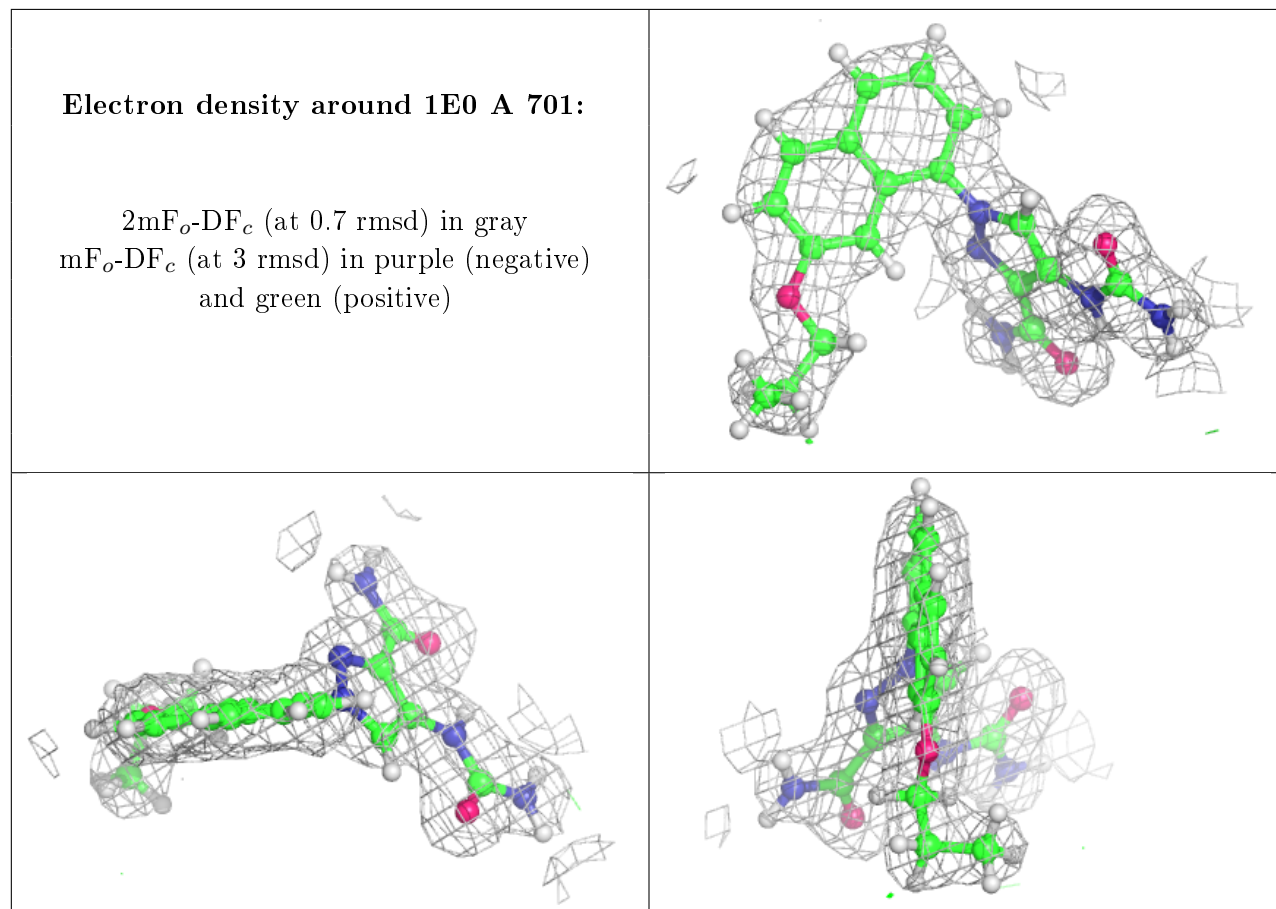 Electron density around 1E0 A 701:
2mFo-DFc (at 0.7 rmsd) in gray
mFo-DFc (at 3 rmsd) in purple (negative)
and green (positive)